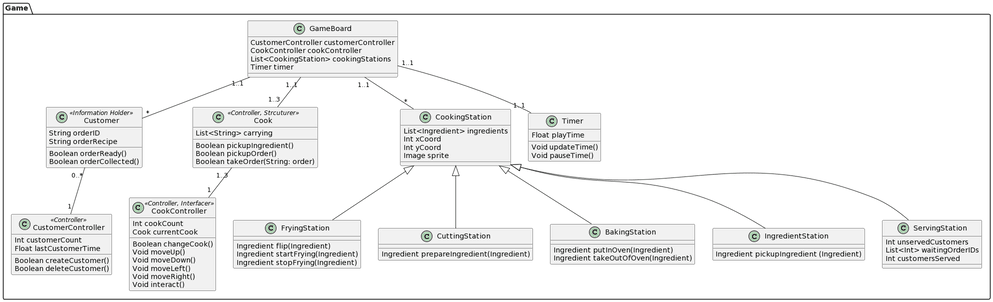 Game
C GameBoard
CustomerController customerController
CookController cookController
List<CookingStation> cookingStations
Timer timer
1..1
1..1
1..1
1..1
*
1..3
*
1..1
«Information Holder»
C Customer
String orderID
String orderRecipe
Boolean orderReady()
Boolean orderCollected()
«Controller, Strcuturer»
C Cook
List<String> carrying
Boolean pickupIngredient()
Boolean pickupOrder()
Boolean takeOrder(String: order)
C CookingStation
List<Ingredient> ingredients
Int xCoord
Int yCoord
Image sprite
C Timer
Float playTime
Void updateTime()
Void pauseTime()
0..*
1
1..3
1
«Controller»
C CustomerController
Int customerCount
Float lastCustomerTime
Boolean createCustomer()
Boolean deleteCustomer()
«Controller, Interfacer»
C CookController
Int cookCount
Cook currentCook
Boolean changeCook()
Void moveUp()
Void moveDown()
Void moveLeft()
Void moveRight()
Void interact()
C FryingStation
Ingredient flip(Ingredient)
Ingredient startFrying(Ingredient)
Ingredient stopFrying(Ingredient)
C CuttingStation
Ingredient prepareIngredient(Ingredient)
C BakingStation
Ingredient putInOven(Ingredient)
Ingredient takeOutOfOven(Ingredient)
C IngredientStation
Ingredient pickupIngredient (Ingredient)
C ServingStation
Int unservedCustomers
List<Int> waitingOrderIDs
Int customersServed